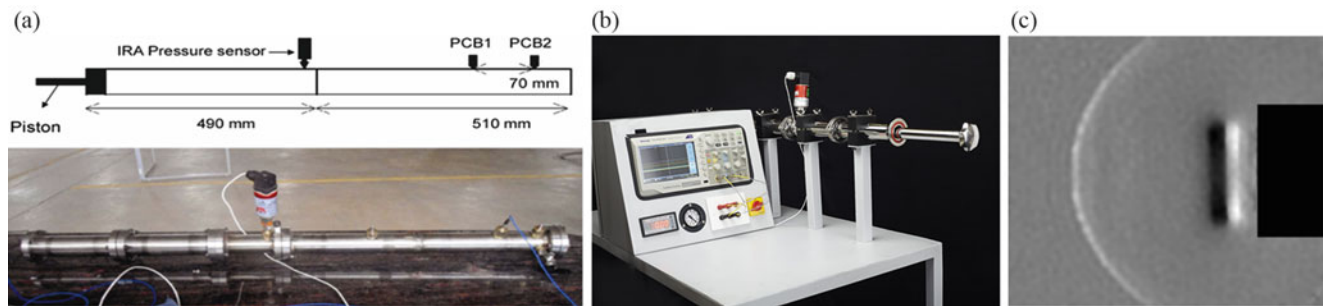 (a)
IRA Pressure sensor
PCB1
PCB2
70 mm
Piston
490 mm
510 mm
(b)
(c)